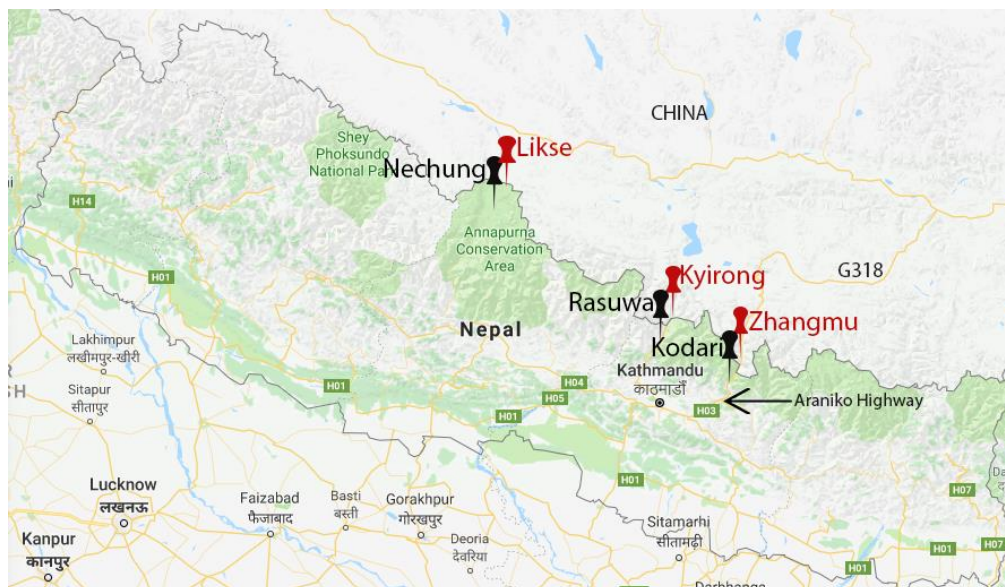 CHINA
Shey
Phoksundo
National Pa
Nechung
Likse
H14
Annapurna
Conservation
Area
H01
Kyirong
G318
Rasuwa
Zhangmu
Nepal
Kodari
Lakhimpur
लखीमपुर-खीरी
Kathmandu
काठमाडौं
H04
H05
H01
H01
H03
Araniko Highway
SH
Sitapur
सीतापुर
H01
H07
Lucknow
लखनऊ
Faizabad
फैजाबाद
Basti
बस्ती
Gorakhpur
गोरखपुर
Sitamarhi
सीतामढ़ी
Deoria
देवरिया
Kanpur
कानपुर
H01
H07